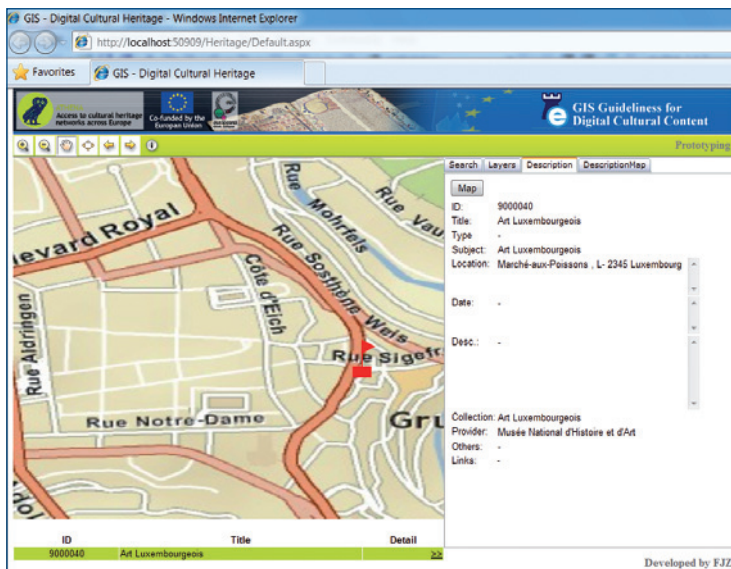 GIS - Digital Cultural Heritage - Windows Internet Explorer
http://localhost:50909/Heritage/Default.aspx
Favorites GIS - Digital Cultural Heritage
Access to cultural heritage
networks across Europe
Co-funded by the
European Union
GIS Guideliness for
Digital Cultural Content
Prototyping
Search Layers Description DescriptionMap
Map
ID: 9000040
Title: Art Luxembourgeois
Type -
Subject: Art Luxembourgeois
Location: Marché-aux-Poissons , L- 2345 Luxembourg
Date: -
Desc.: -
Collection: Art Luxembourgeois
Provider: Musée National d'Histoire et d'Art
Others: -
Links: -
Rue Mohrfels
Rue Vau
levard Royal
Rue Sosthène Weis
Côte d'Eich
Rue Aldringen
Rue Sigefr
Rue Notre-Dame
Gru
dol
ID Title Detail
9000040 Art Luxembourgeois >>
Developed by FJZ